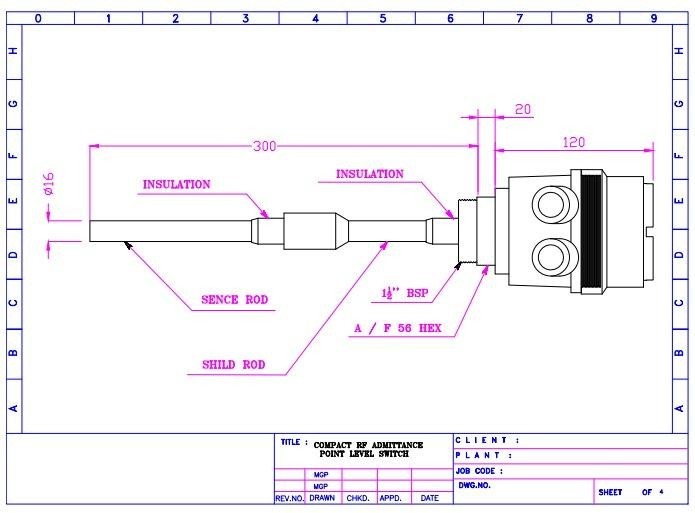 0 1 2 3 4 5 6 7 8 9
H H
G G
F F
E E
D D
C C
B B
A A
20
120
300
Ø16
INSULATION
INSULATION
SENCE ROD
1½'' BSP
A / F 56 HEX
SHILD ROD
TITLE : COMPACT RF ADMITTANCE
POINT LEVEL SWITCH
CLIENT :
PLANT :
JOB CODE :
DWG.NO.
SHEET OF 4
MGP
MGP
REV.NO. DRAWN CHKD. APPD. DATE